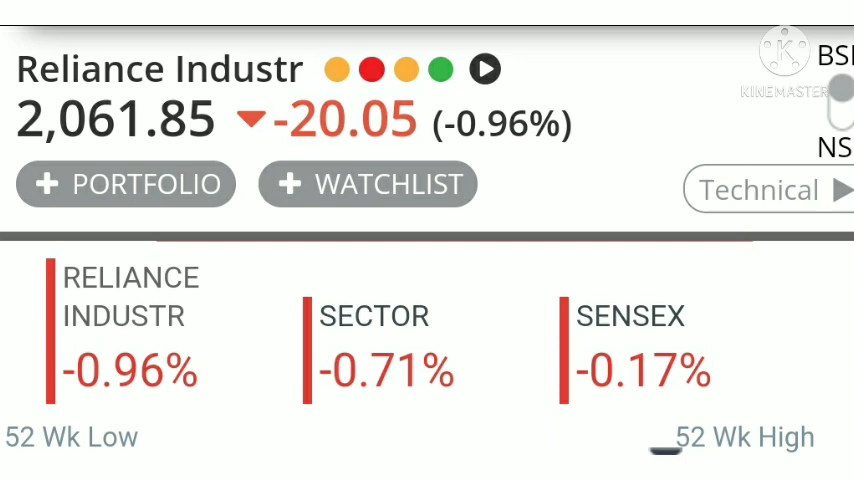 Reliance Industr
2,061.85 -20.05 (-0.96%)
+ PORTFOLIO + WATCHLIST
K
KINEMASTER
BSE
NS
Technical
RELIANCE
INDUSTR
-0.96%
SECTOR
-0.71%
SENSEX
-0.17%
52 Wk Low
52 Wk High